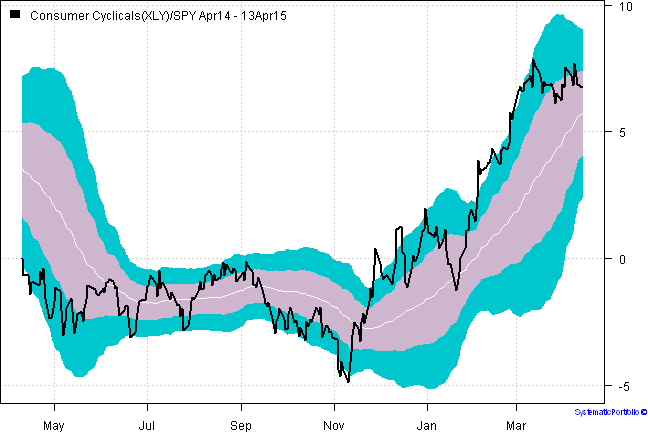 Consumer Cyclicals(XLY)/SPY Apr14 - 13Apr15
10
5
0
-5
May Jul Sep Nov Jan Mar
SystematicPortfolio ©